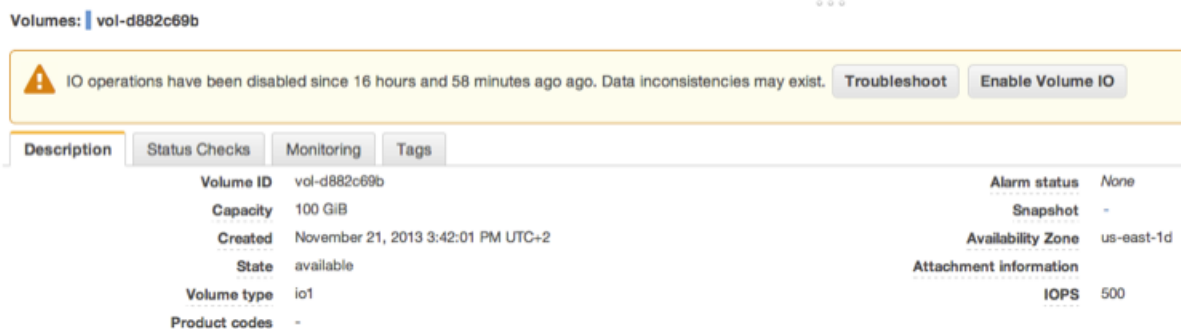 Volumes: vol-d882c69b
IO operations have been disabled since 16 hours and 58 minutes ago ago. Data inconsistencies may exist. Troubleshoot Enable Volume IO
Description Status Checks Monitoring Tags
Volume ID vol-d882c69b Alarm status None
Capacity 100 GiB Snapshot -
Created November 21, 2013 3:42:01 PM UTC+2 Availability Zone us-east-1d
State available Attachment information
Volume type io1 IOPS 500
Product codes -